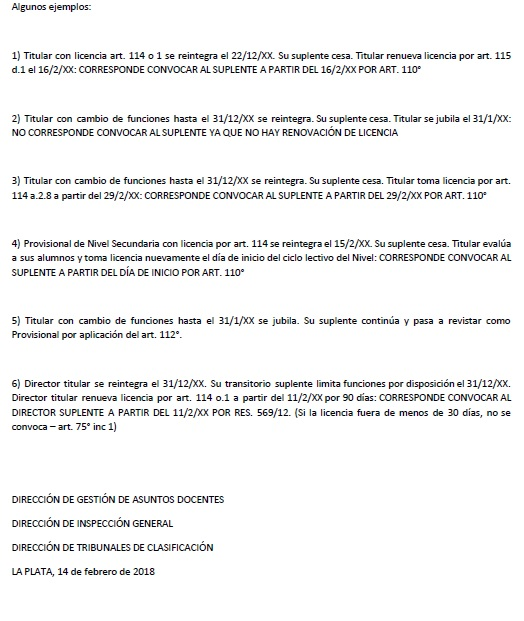 Algunos ejemplos:
1) Titular con licencia art. 114 o 1 se reintegra el 22/12/XX. Su suplente cesa. Titular renueva licencia por art. 115
d.1 el 16/2/XX: CORRESPONDE CONVOCAR AL SUPLENTE A PARTIR DEL 16/2/XX POR ART. 110°
2) Titular con cambio de funciones hasta el 31/12/XX se reintegra. Su suplente cesa. Titular se jubila el 31/1/XX:
NO CORRESPONDE CONVOCAR AL SUPLENTE YA QUE NO HAY RENOVACIÓN DE LICENCIA
3) Titular con cambio de funciones hasta el 31/12/XX se reintegra. Su suplente cesa. Titular toma licencia por art.
114 a.2.8 a partir del 29/2/XX: CORRESPONDE CONVOCAR AL SUPLENTE A PARTIR DEL 29/2/XX POR ART. 110°
4) Provisional de Nivel Secundaria con licencia por art. 114 se reintegra el 15/2/XX. Su suplente cesa. Titular evalúa
a sus alumnos y toma licencia nuevamente el día de inicio del ciclo lectivo del Nivel: CORRESPONDE CONVOCAR AL
SUPLENTE A PARTIR DEL DÍA DE INICIO POR ART. 110°
5) Titular con cambio de funciones hasta el 31/1/XX se jubila. Su suplente continúa y pasa a revistar como
Provisional por aplicación del art. 112°.
6) Director titular se reintegra el 31/12/XX. Su transitorio suplente limita funciones por disposición el 31/12/XX.
Director titular renueva licencia por art. 114 o.1 a partir del 11/2/XX por 90 días: CORRESPONDE CONVOCAR AL
DIRECTOR SUPLENTE A PARTIR DEL 11/2/XX POR RES. 569/12. (Si la licencia fuera de menos de 30 días, no se
convoca – art. 75° inc 1)
DIRECCIÓN DE GESTIÓN DE ASUNTOS DOCENTES
DIRECCIÓN DE INSPECCIÓN GENERAL
DIRECCIÓN DE TRIBUNALES DE CLASIFICACIÓN
LA PLATA, 14 de febrero de 2018